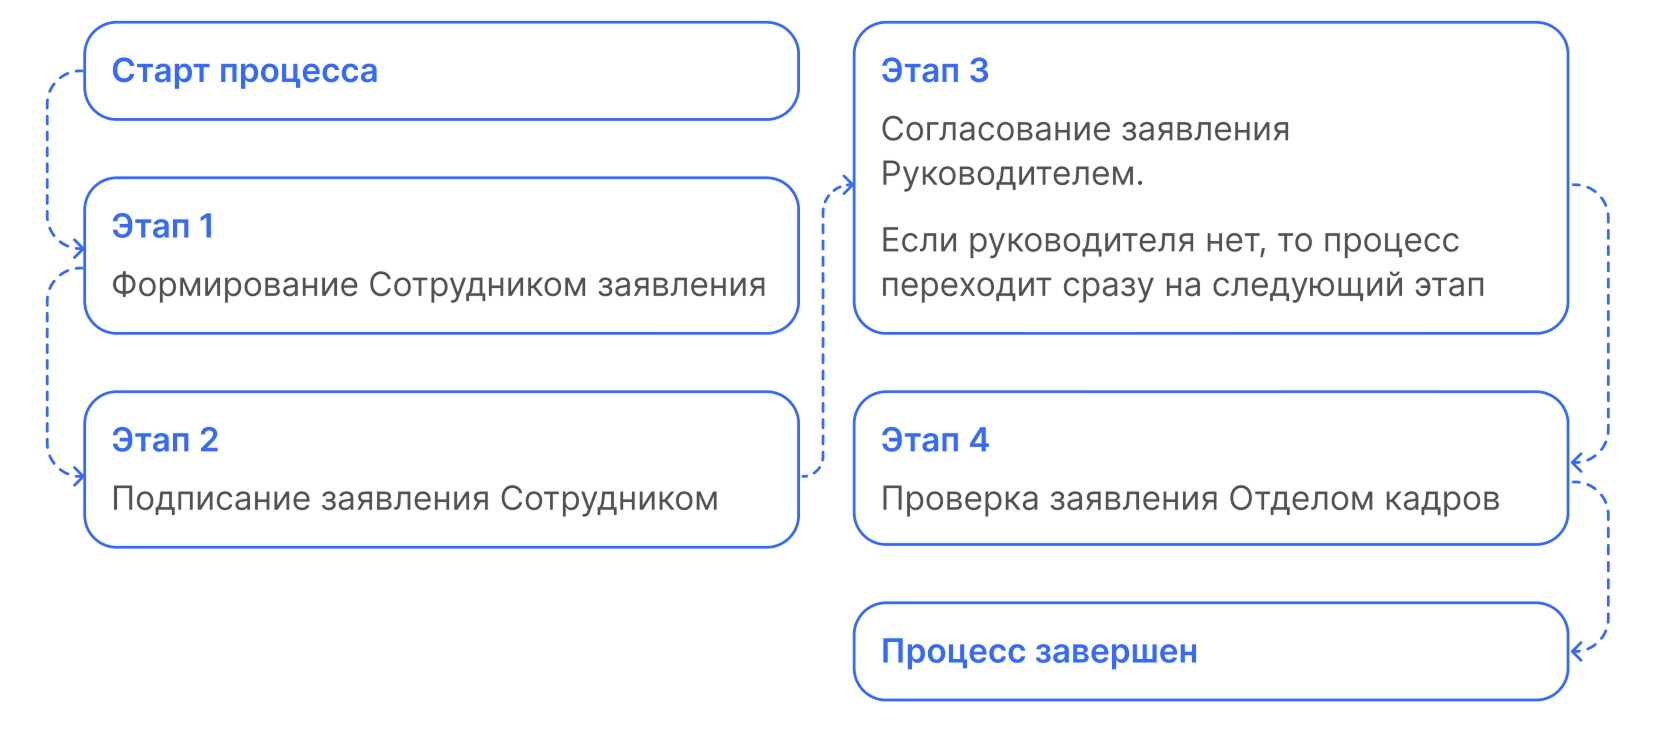 Старт процесса
Этап 1
Формирование Сотрудником заявления
Этап 2
Подписание заявления Сотрудником
Этап 3
Согласование заявления
Руководителем.
Если руководителя нет, то процесс
переходит сразу на следующий этап
Этап 4
Проверка заявления Отделом кадров
Процесс завершен